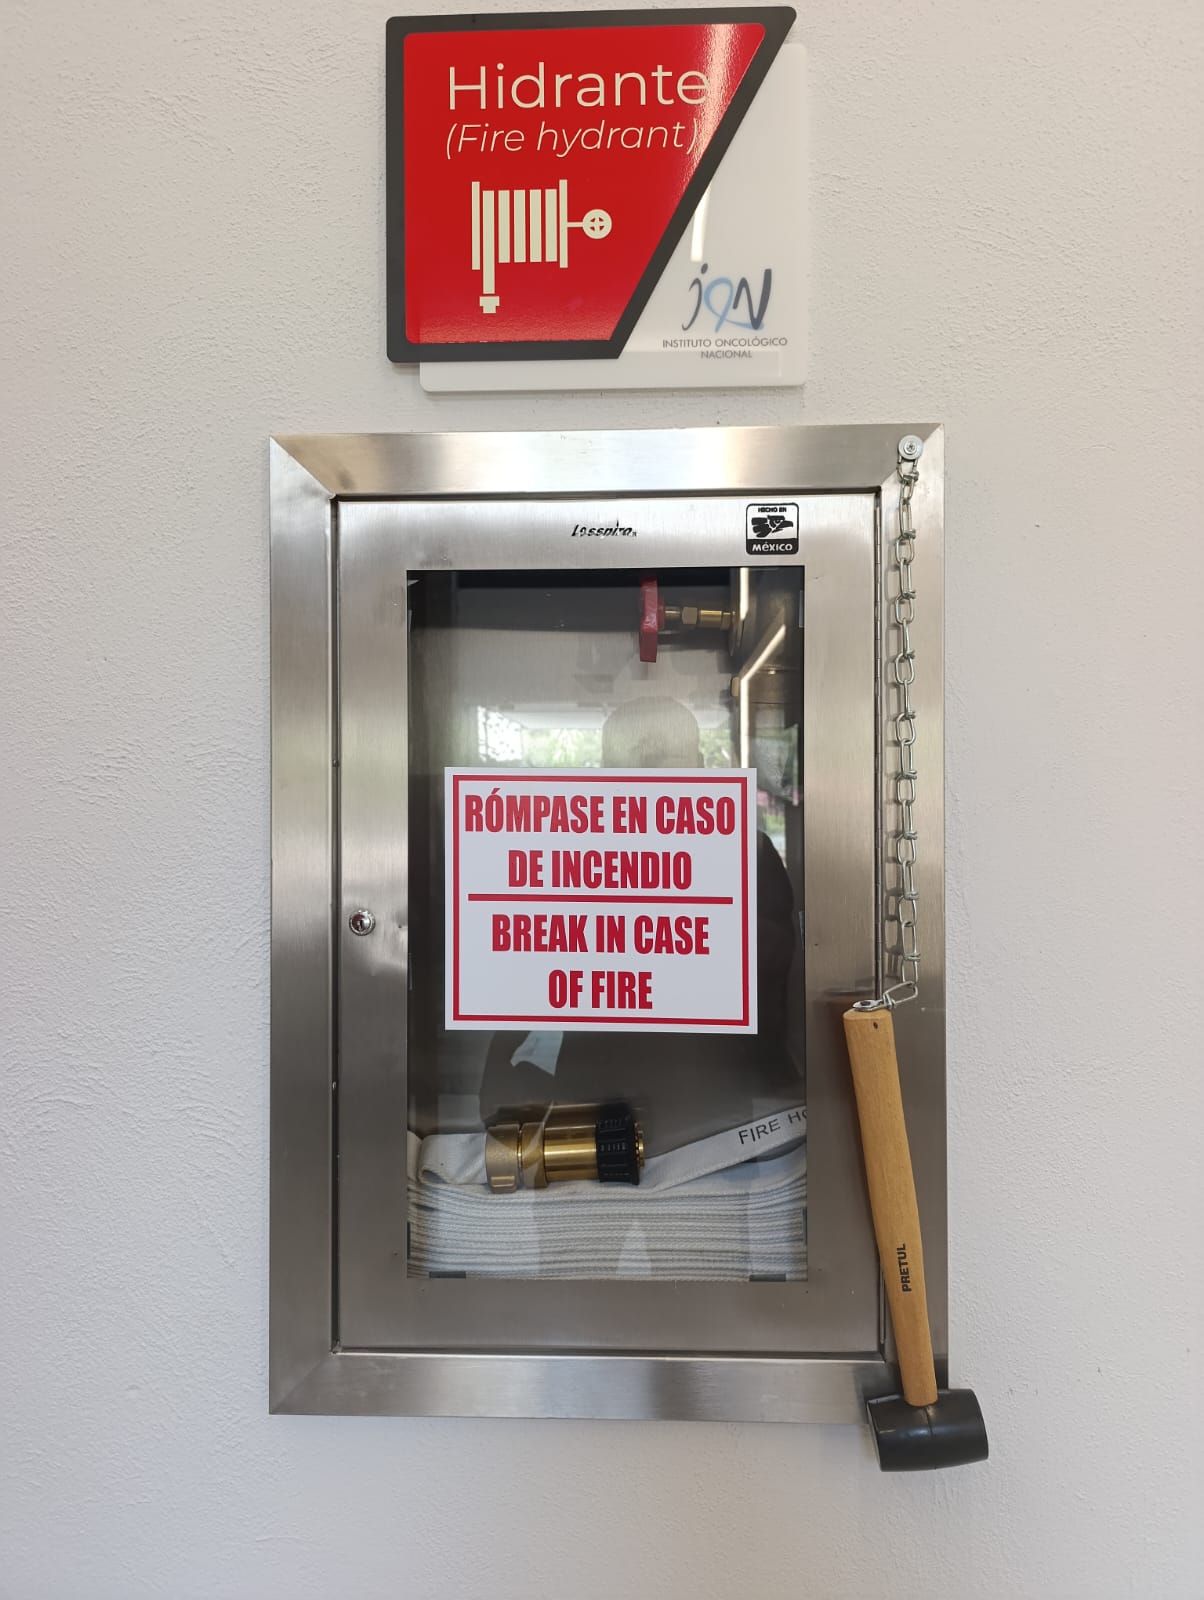 Hidrante
(Fire hydrant)
ion
INSTITUTO ONCOLÓGICO
NACIONAL
HECHO EN
MéXICO
RÓMPASE EN CASO
DE INCENDIO
BREAK IN CASE
OF FIRE
FIRE HO
PRETUL